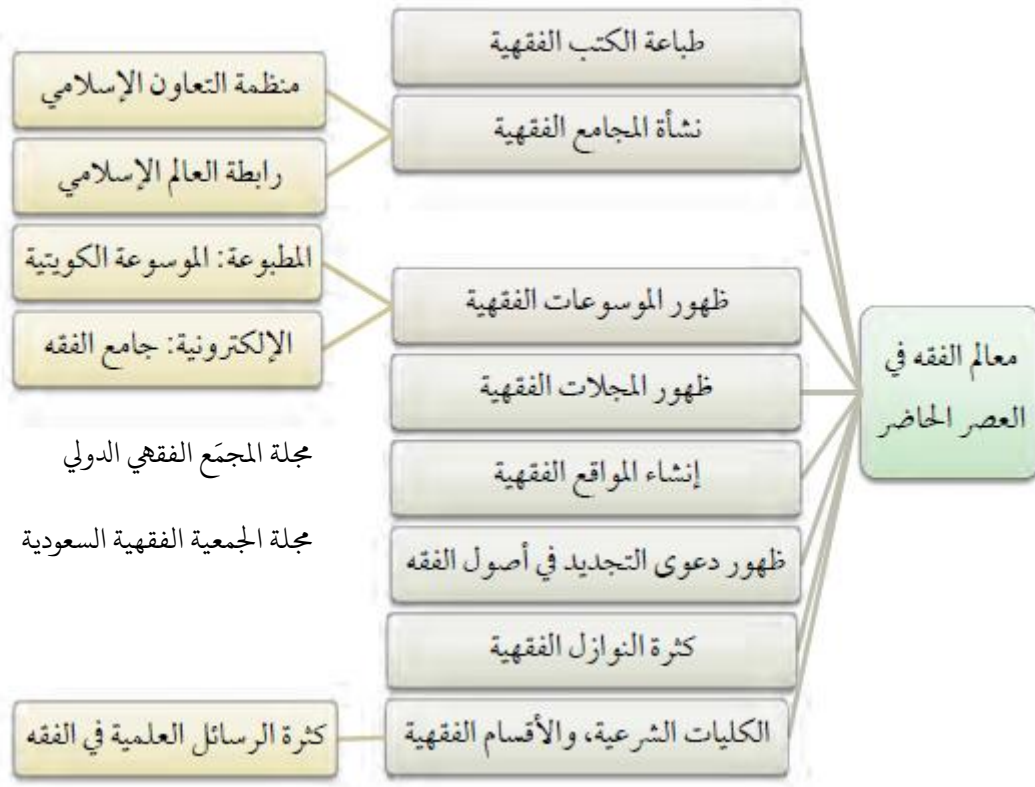 معالم الفقه في
العصر الحاضر
طباعة الكتب الفقهية
نشأة المجامع الفقهية
منظمة التعاون الإسلامي
رابطة العالم الإسلامي
ظهور الموسوعات الفقهية
المطبوعة: الموسوعة الكويتية
الإلكترونية: جامع الفقه
ظهور المجلات الفقهية
مجلة المجمَع الفقهي الدولي
مجلة الجمعية الفقهية السعودية
إنشاء المواقع الفقهية
ظهور دعوى التجديد في أصول الفقه
كثرة النوازل الفقهية
الكليات الشرعية، والأقسام الفقهية
كثرة الرسائل العلمية في الفقه